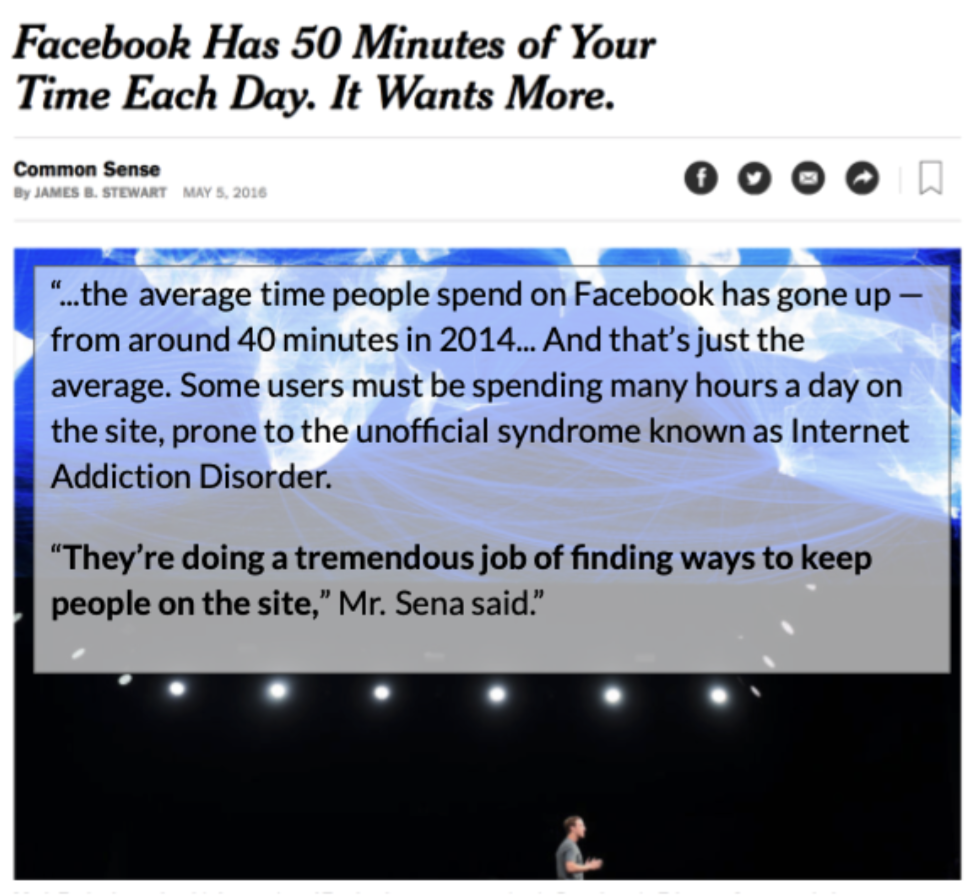 Facebook Has 50 Minutes of Your
Time Each Day. It Wants More.
Common Sense
By JAMES B. STEWART MAY 5, 2016
“...the average time people spend on Facebook has gone up —
from around 40 minutes in 2014... And that’s just the
average. Some users must be spending many hours a day on
the site, prone to the unofficial syndrome known as Internet
Addiction Disorder.
“They’re doing a tremendous job of finding ways to keep
people on the site,” Mr. Sena said.”